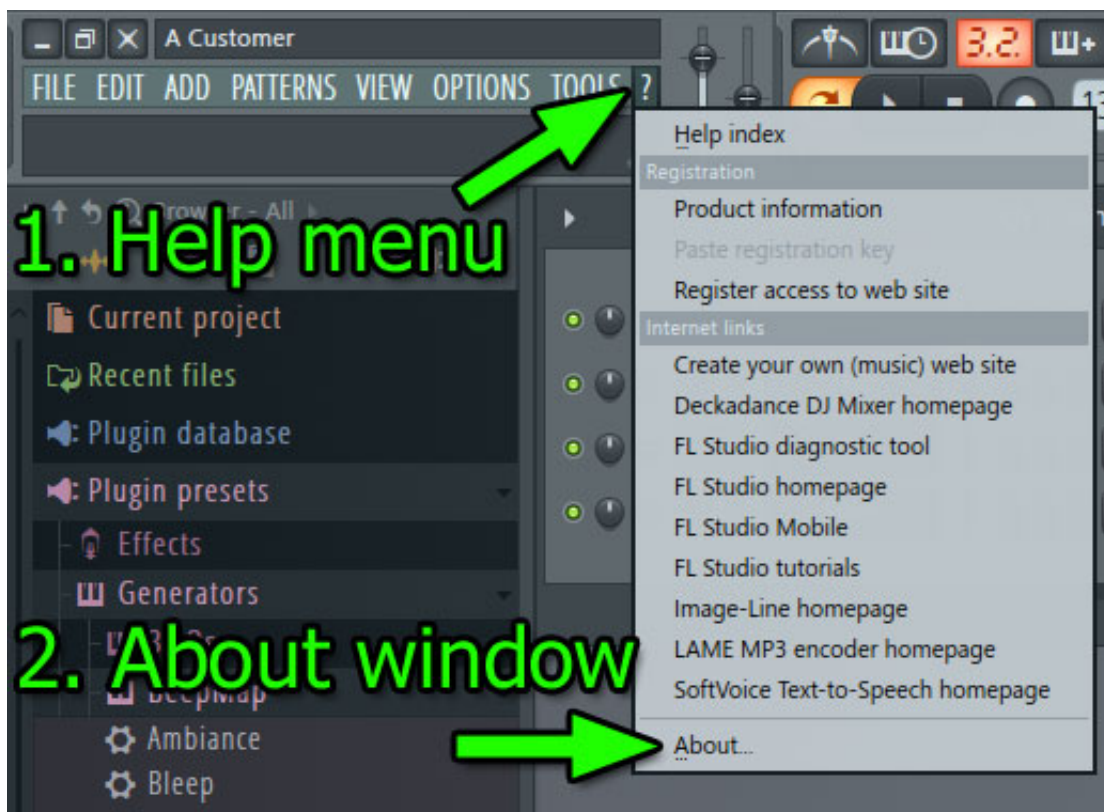 A Customer
FILE EDIT ADD PATTERNS VIEW OPTIONS TOOLS ?
3.2.
Help index
Registration
Product information
Paste registration key
Register access to web site
Internet links
Create your own (music) web site
Deckadance DJ Mixer homepage
FL Studio diagnostic tool
FL Studio homepage
FL Studio Mobile
FL Studio tutorials
Image-Line homepage
LAME MP3 encoder homepage
SoftVoice Text-to-Speech homepage
About...
1. Help menu
Browser - All
Current project
Recent files
Plugin database
Plugin presets
Effects
Generators
2. About window
BeepMap
Ambiance
Bleep